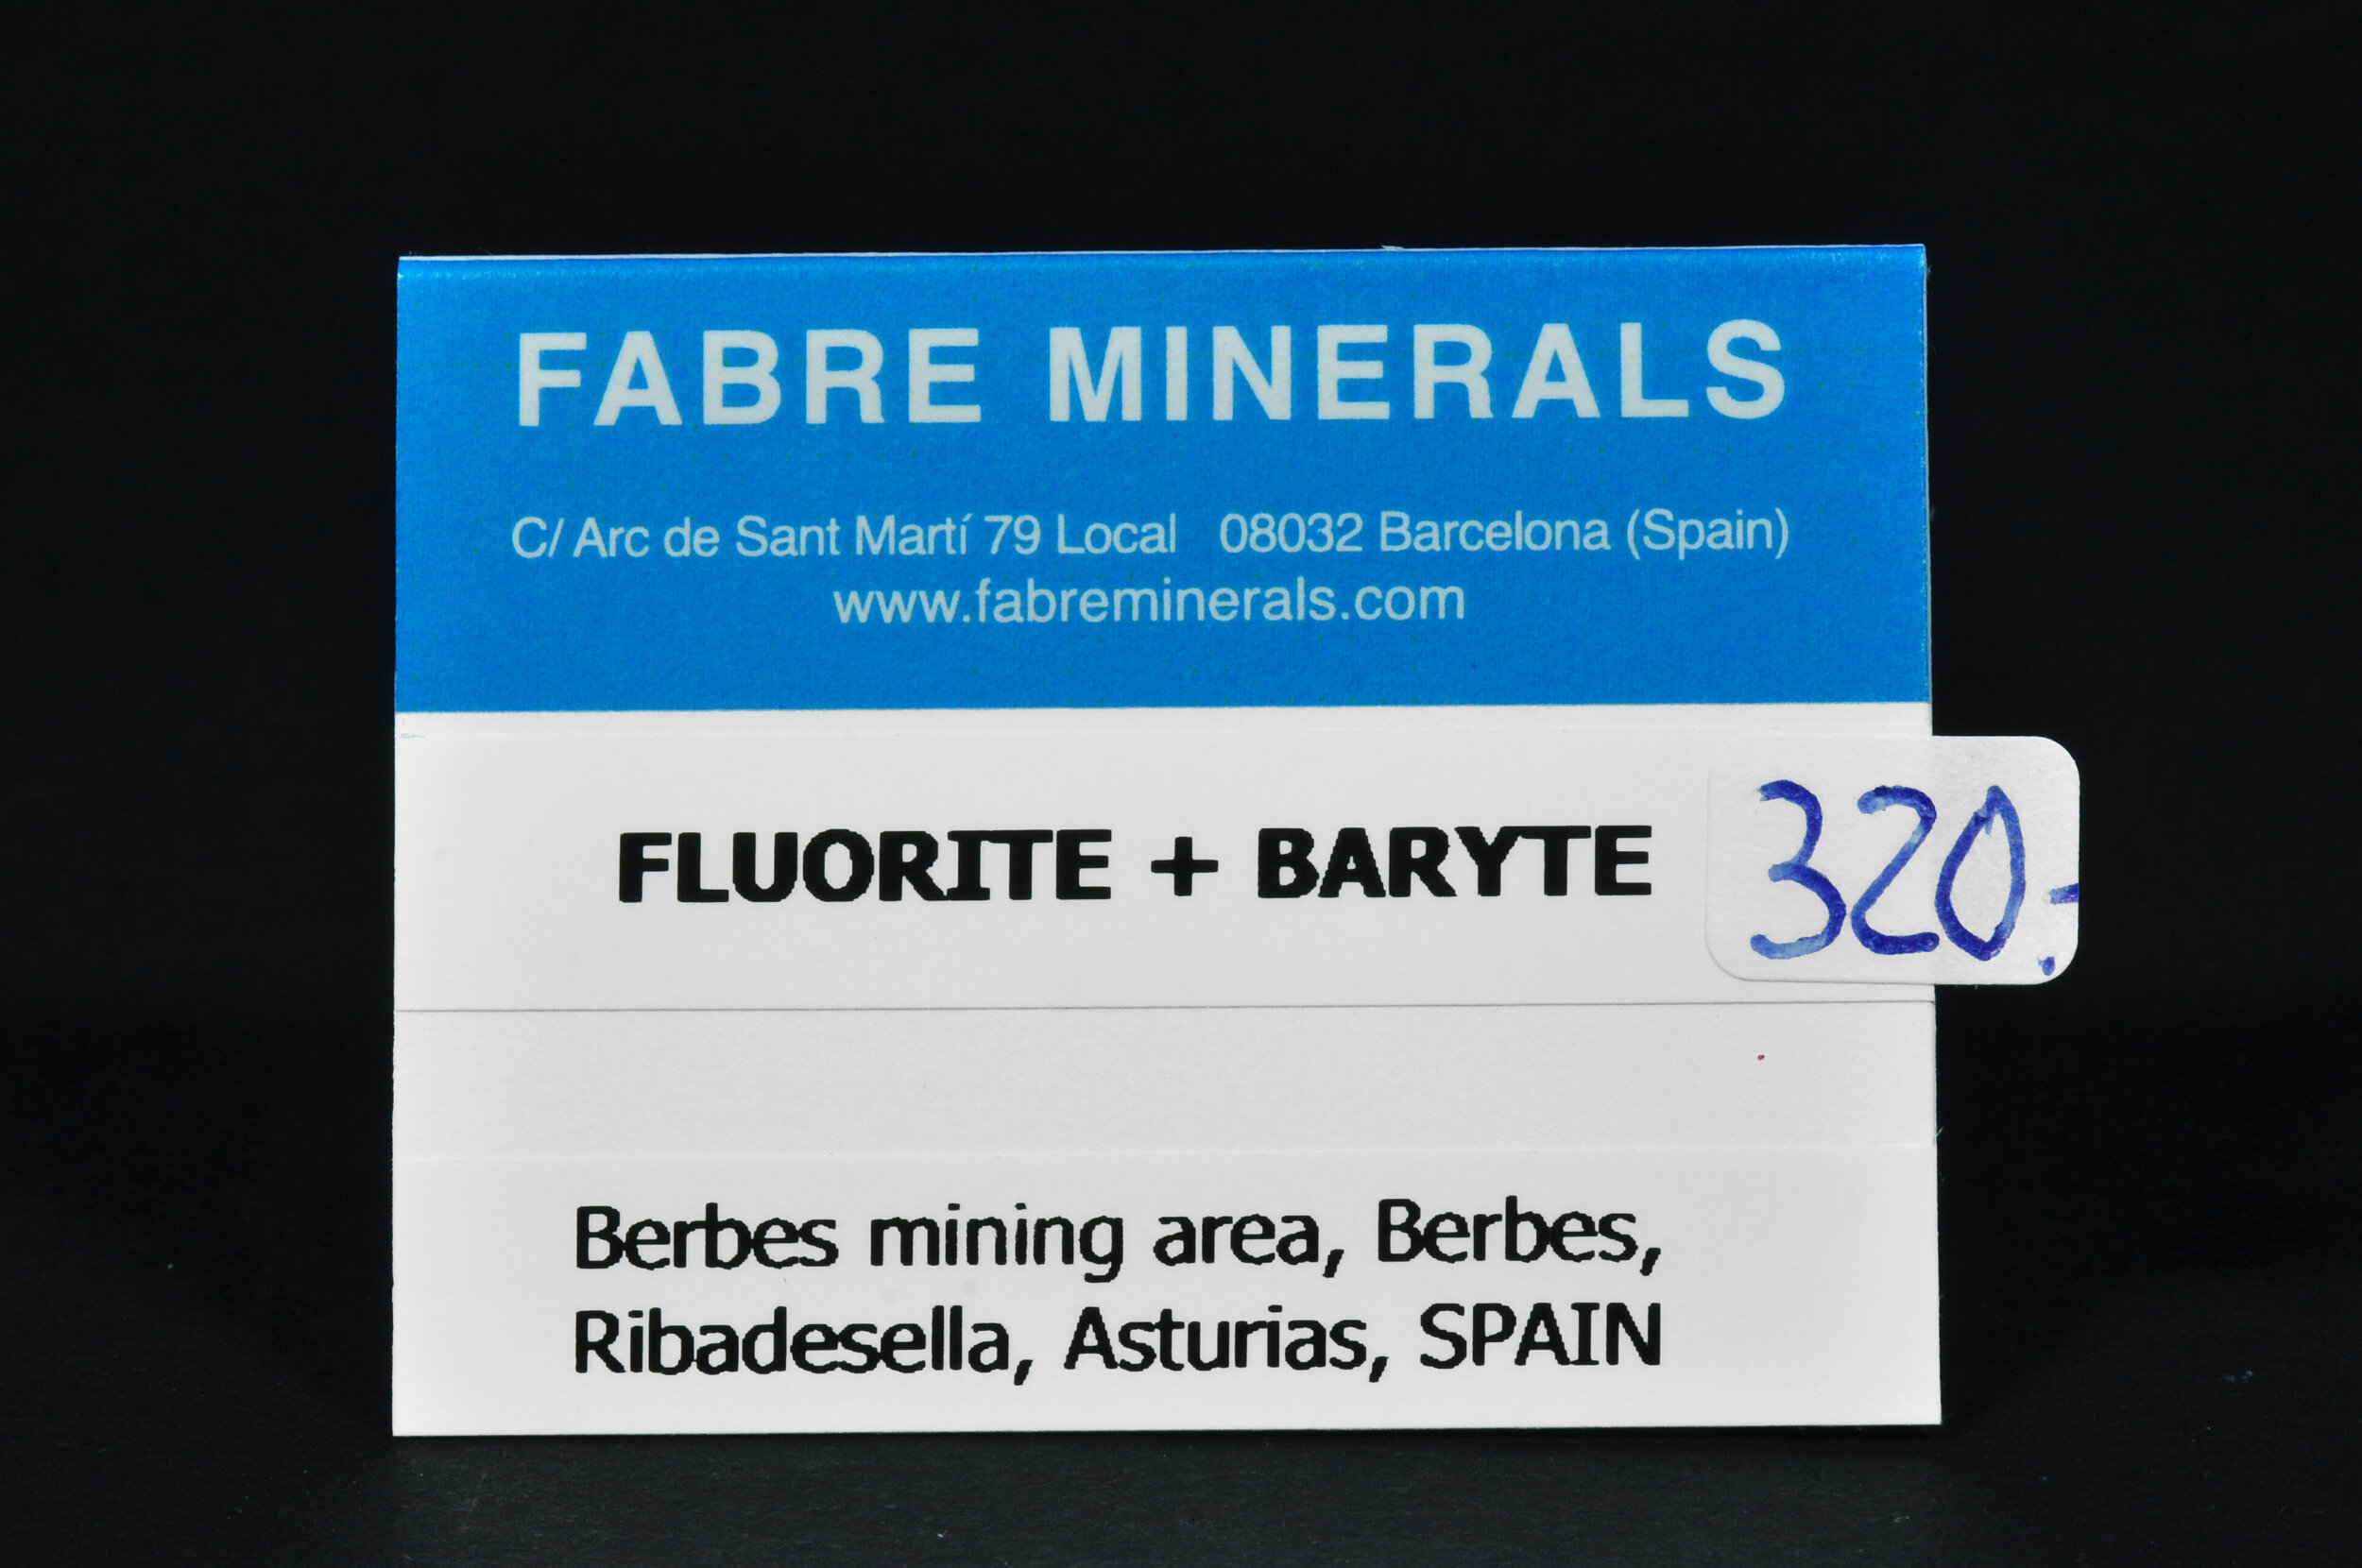 FABRE MINERALS
C/ Arc de Sant Martí 79 Local 08032 Barcelona (Spain)
www.fabreminerals.com
FLUORITE + BARYTE
320.-
Berbes mining area, Berbes,
Ribadesella, Asturias, SPAIN